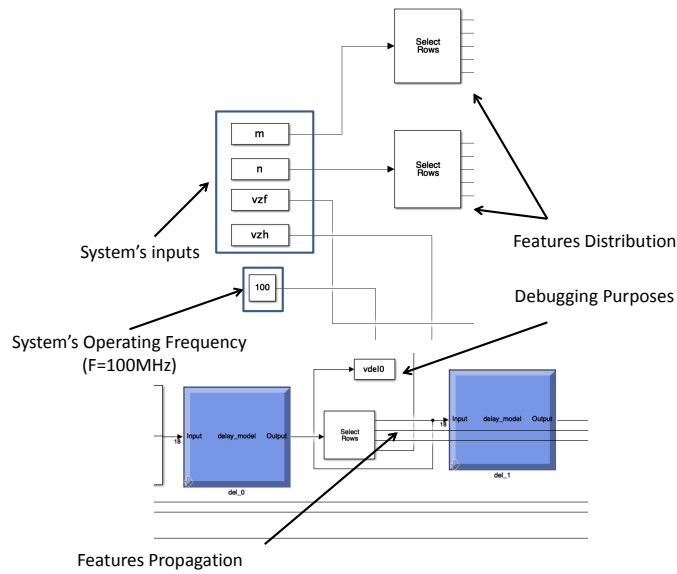 Select
Rows
m
n
vzf
vzh
Select
Rows
System's inputs
Features Distribution
100
Debugging Purposes
System's Operating Frequency
(F=100MHz)
vdel0
Input delay_model Output
18
del_0
Select
Rows
Input delay_model Output
18
del_1
Features Propagation